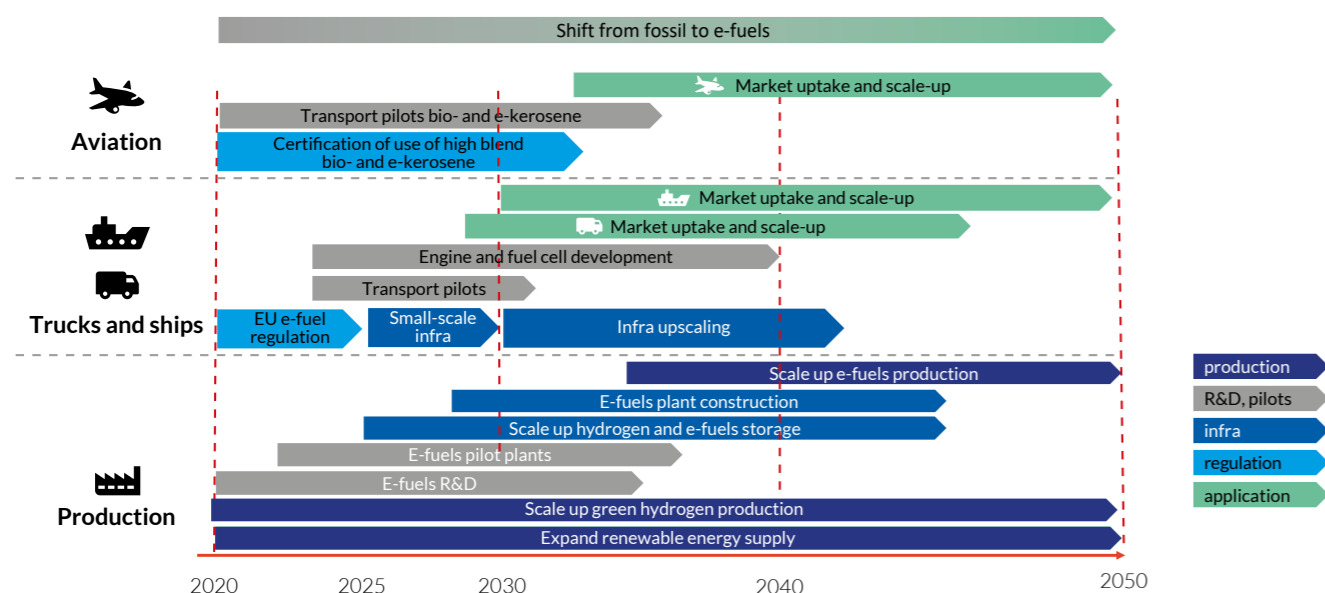 Shift from fossil to e-fuels
Aviation
Market uptake and scale-up
Transport pilots bio- and e-kerosene
Certification of use of high blend
bio- and e-kerosene
Trucks and ships
Market uptake and scale-up
Market uptake and scale-up
Engine and fuel cell development
Transport pilots
EU e-fuel
regulation
Small-scale
infra
Infra upscaling
Production
Scale up e-fuels production
E-fuels plant construction
Scale up hydrogen and e-fuels storage
E-fuels pilot plants
E-fuels R&D
Scale up green hydrogen production
Expand renewable energy supply
2020
2025
2030
2040
2050
production
R&D, pilots
infra
regulation
application